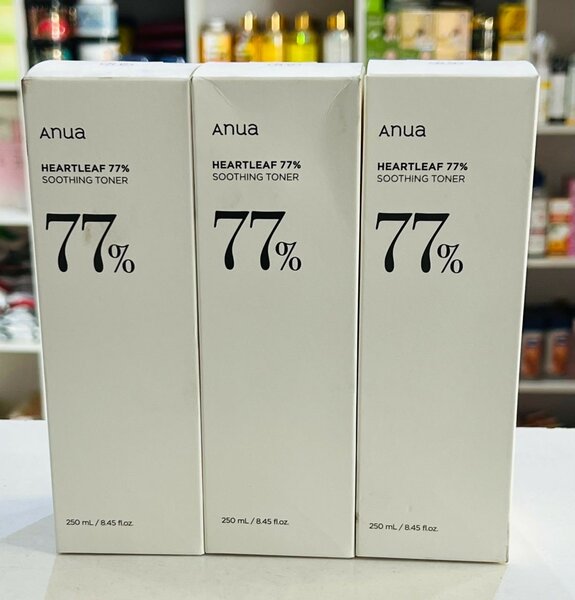 Anua
HEARTLEAF 77%
SOOTHING TONER
77%
250 mL / 8.45 fl.oz.
Anua
HEARTLEAF 77%
SOOTHING TONER
77%
250 mL / 8.45 fl.oz.
Anua
HEARTLEAF 77%
SOOTHING TONER
77%
250 mL / 8.45 fl.oz.